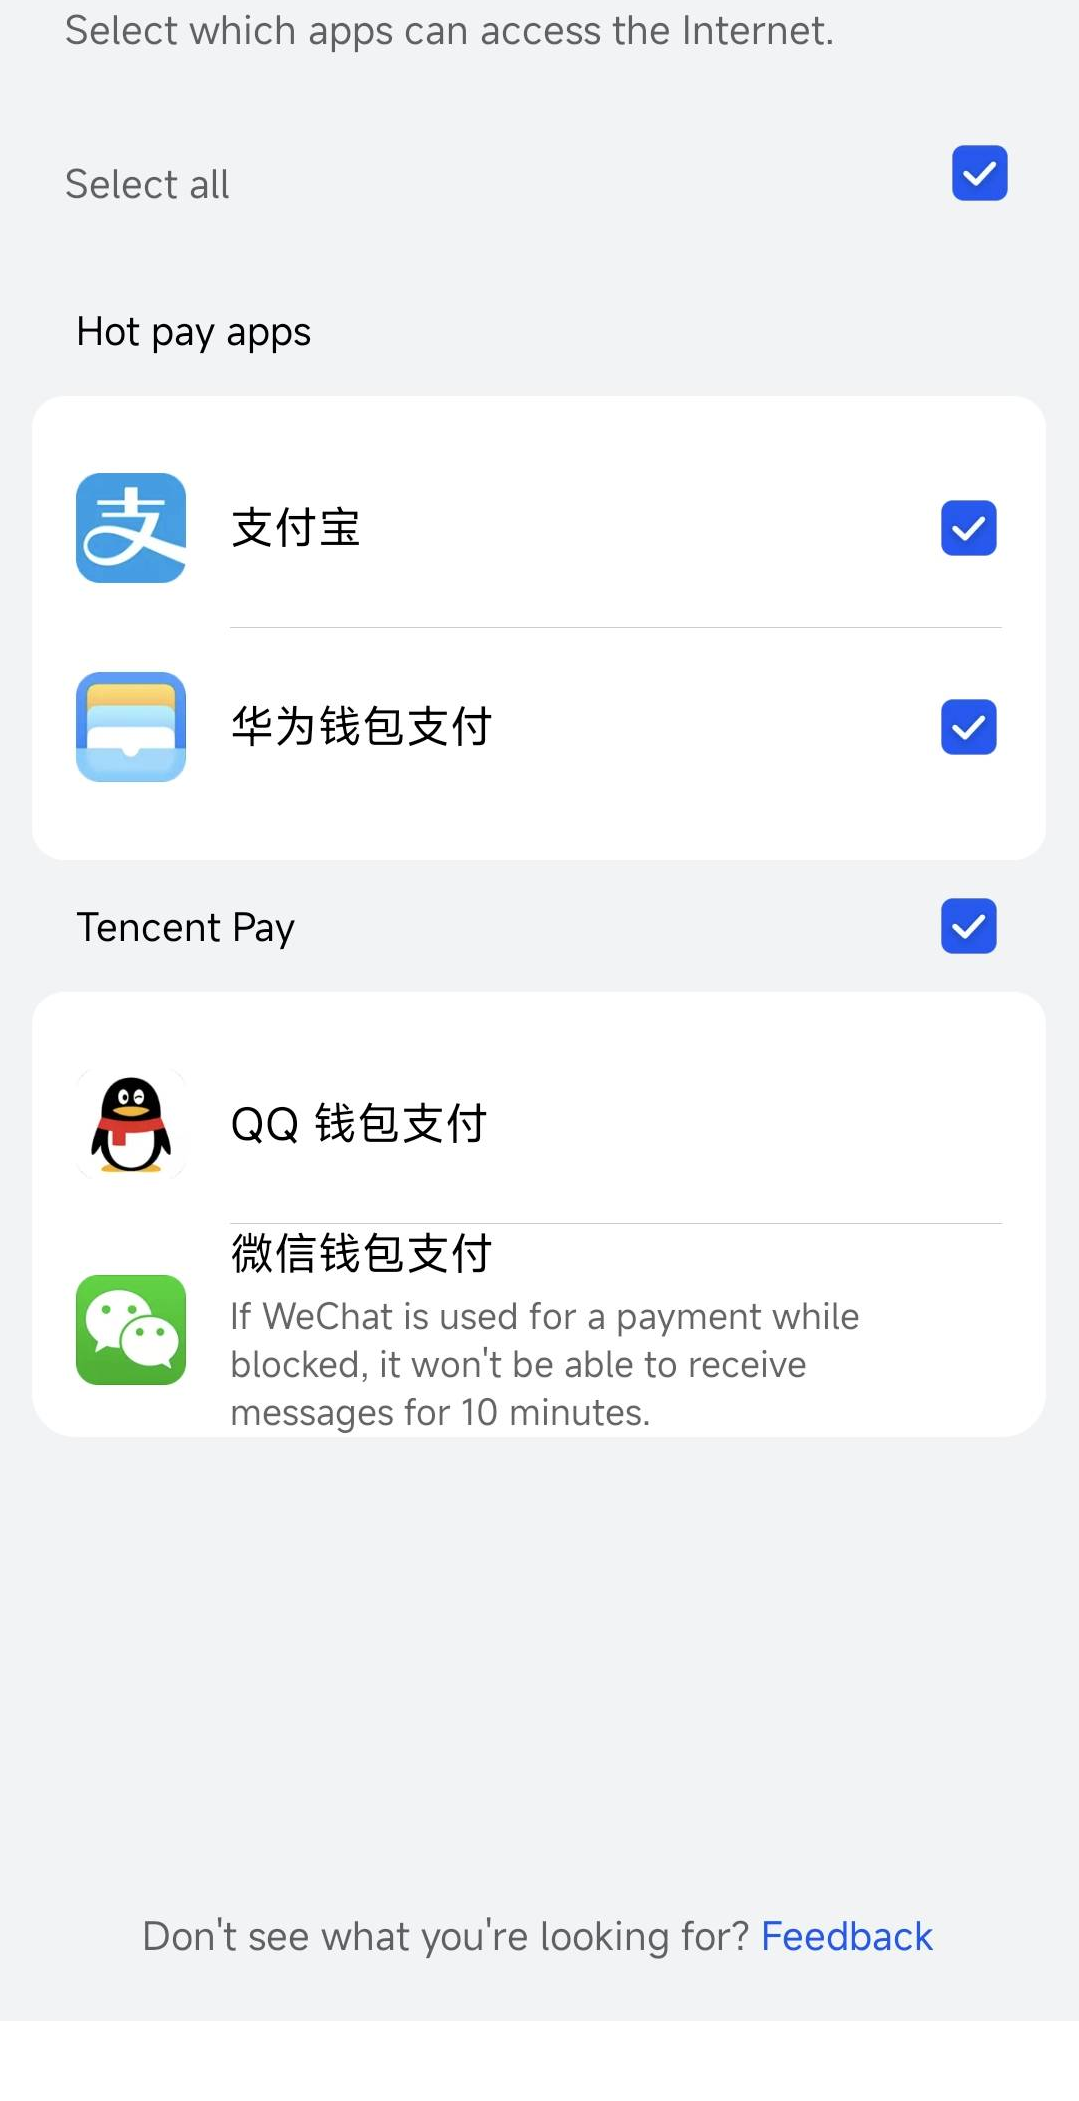 Select which apps can access the Internet.
Select all
Hot pay apps
支付宝
华为钱包支付
Tencent Pay
QQ 钱包支付
微信钱包支付
If WeChat is used for a payment while
blocked, it won't be able to receive
messages for 10 minutes.
Don't see what you're looking for? Feedback